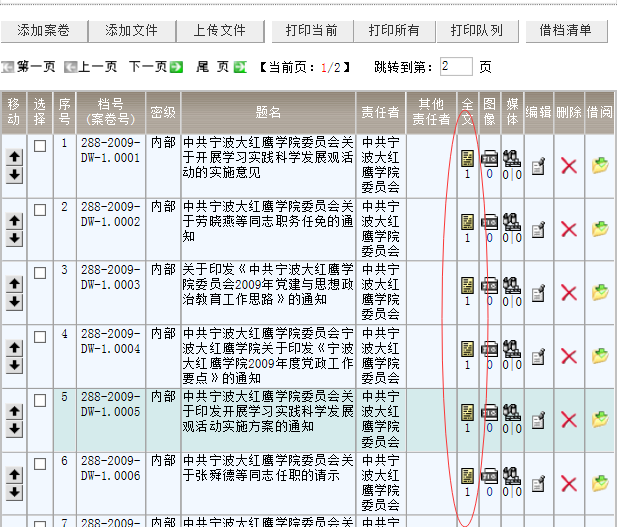 添加案卷 添加文件 上传文件 打印当前 打印所有 打印队列 借档清单
第一页 上一页 下一页 尾 页 【当前页：1/2】 跳转到第：2 页
移动 选择 序号 档号(案卷号) 密级 题名 责任者 其他责任者 全文 图像 媒体 编辑 删除 借阅
1 288-2009- 内部 中共宁波大红鹰学院委员会关 中共宁
DW-1.0001 于开展学习实践科学发展观活 波大红
动的实施意见 鹰学院 1 0 0|0
委员会
2 288-2009- 内部 中共宁波大红鹰学院委员会关 中共宁
DW-1.0002 于劳晓燕等同志职务任免的通 波大红
知 鹰学院 1 0 0|0
委员会
3 288-2009- 内部 关于印发《中共宁波大红鹰学 中共宁
DW-1.0003 院委员会2009年党建与思想政 波大红
治教育工作思路》的通知 鹰学院 1 0 0|0
委员会
4 288-2009- 内部 中共宁波大红鹰学院委员会宁 中共宁
DW-1.0004 波大红鹰学院关于印发《宁波 波大红
大红鹰学院2009年度党政工作 鹰学院 1 0 0|0
要点》的通知 委员会
5 288-2009- 内部 中共宁波大红鹰学院委员会关 中共宁
DW-1.0005 于印发开展学习实践科学发展 波大红
观活动实施方案的通知 鹰学院 1 0 0|0
委员会
6 288-2009- 内部 中共宁波大红鹰学院委员会关 中共宁
DW-1.0006 于张舜德等同志任职的请示 波大红
鹰学院 1 0 0|0
委员会
7 288-2009- 内部 中共宁波大红鹰学院委员会关 中共宁